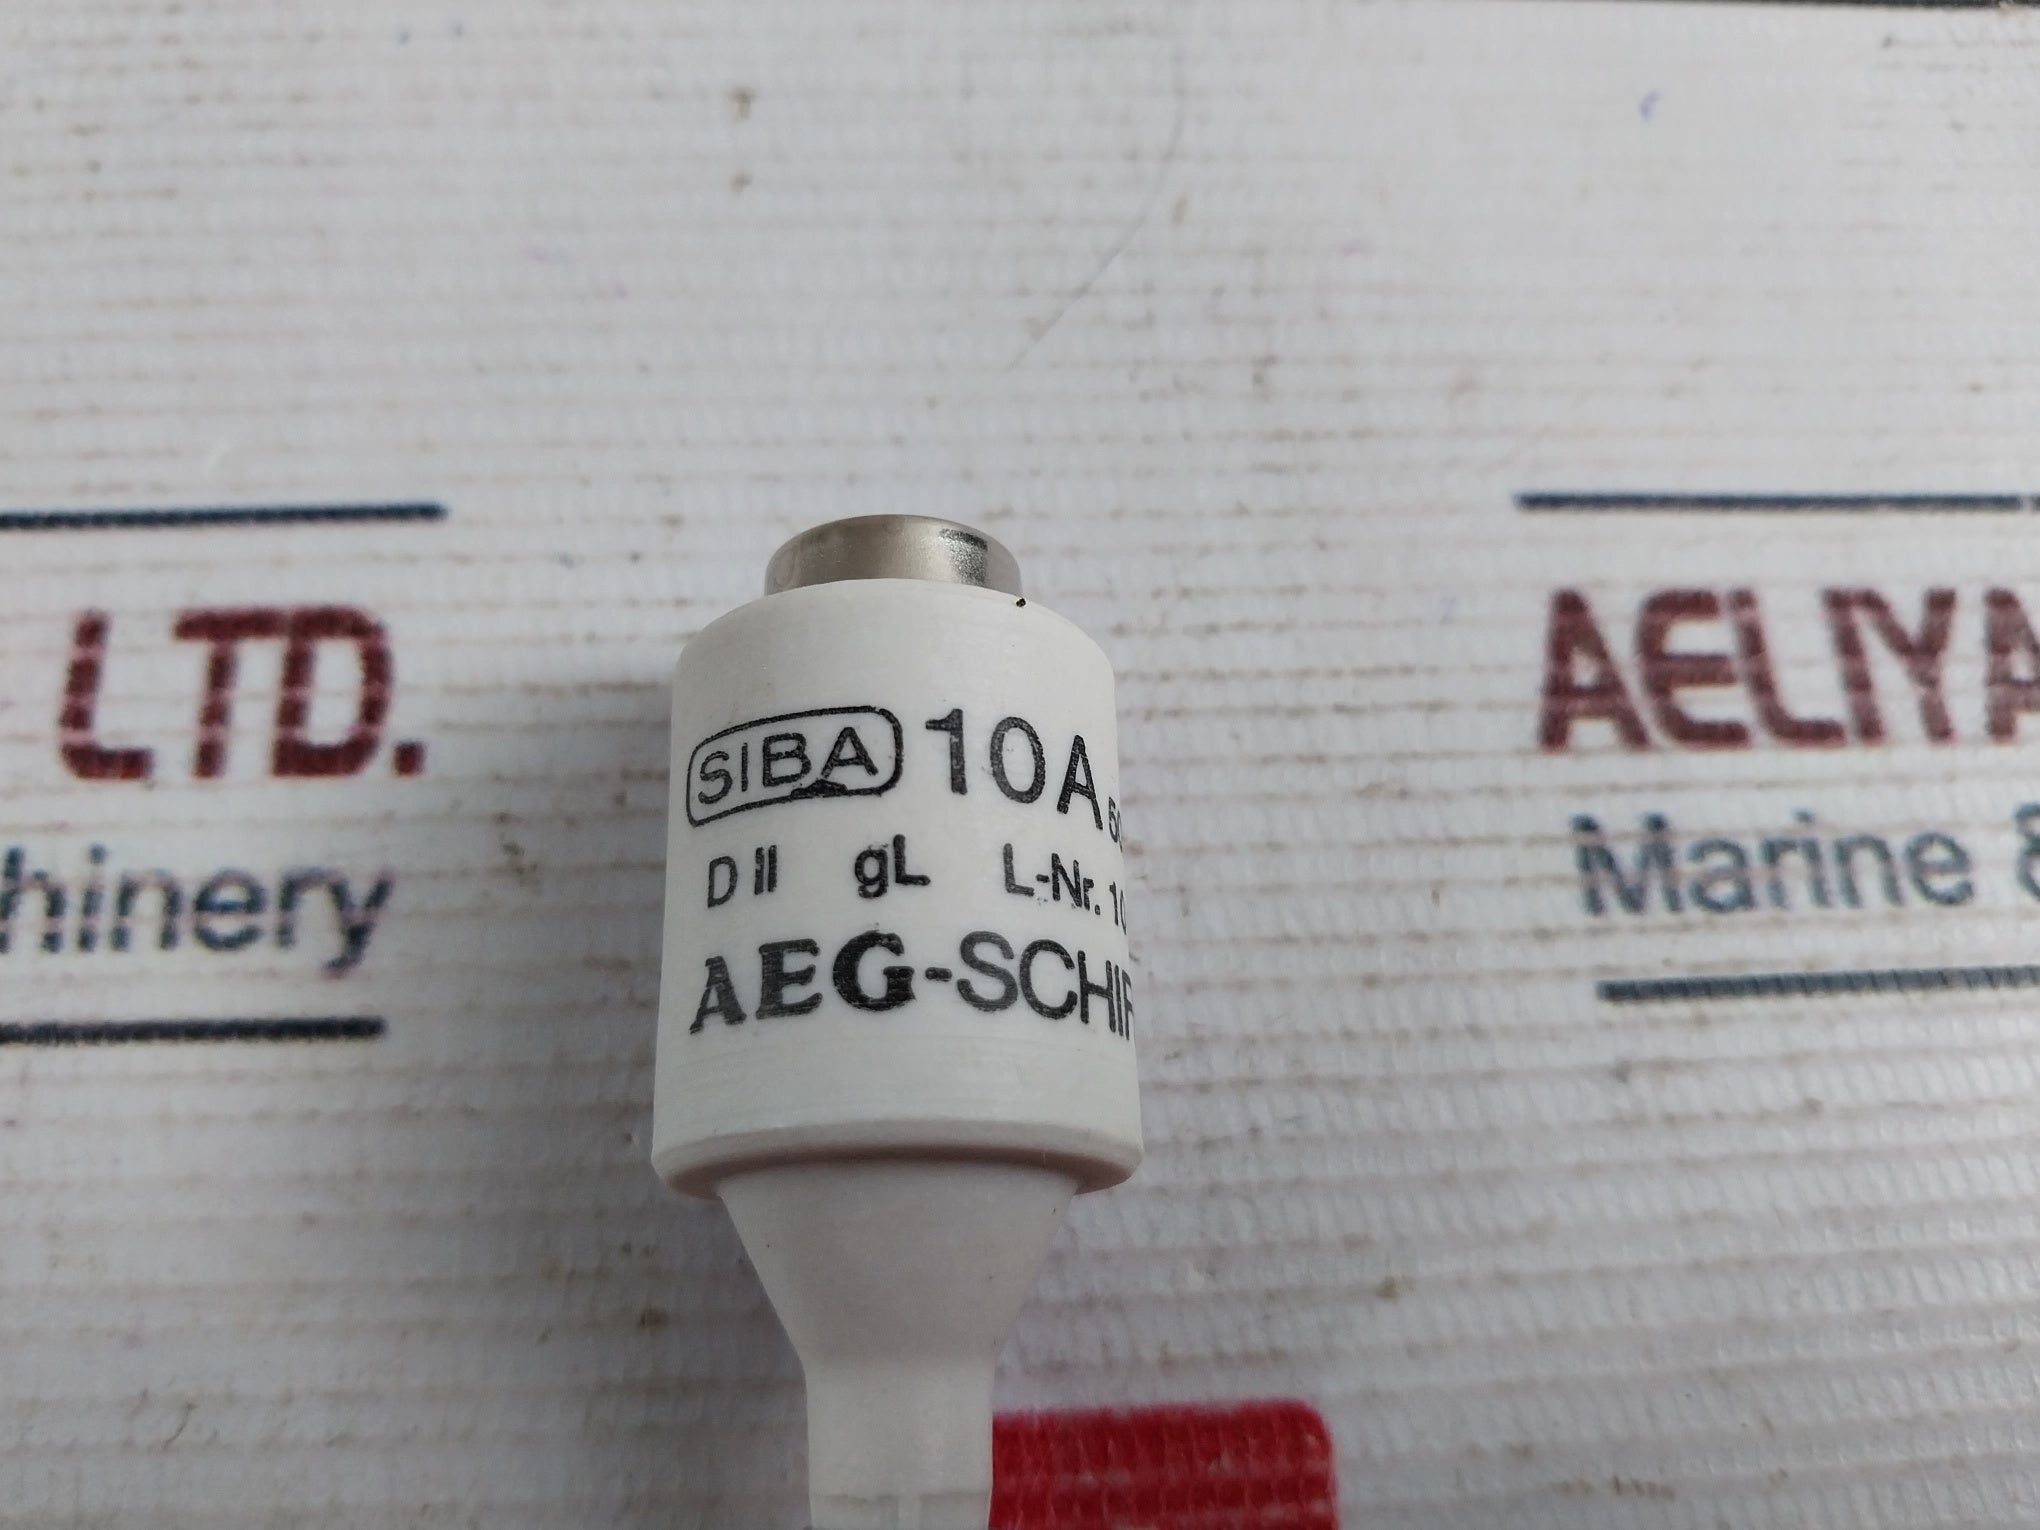 LTD.
hinery
SIBA 10A
D II gL L-Nr. 10
AEG-SCHIF
AELIYA
Marine &